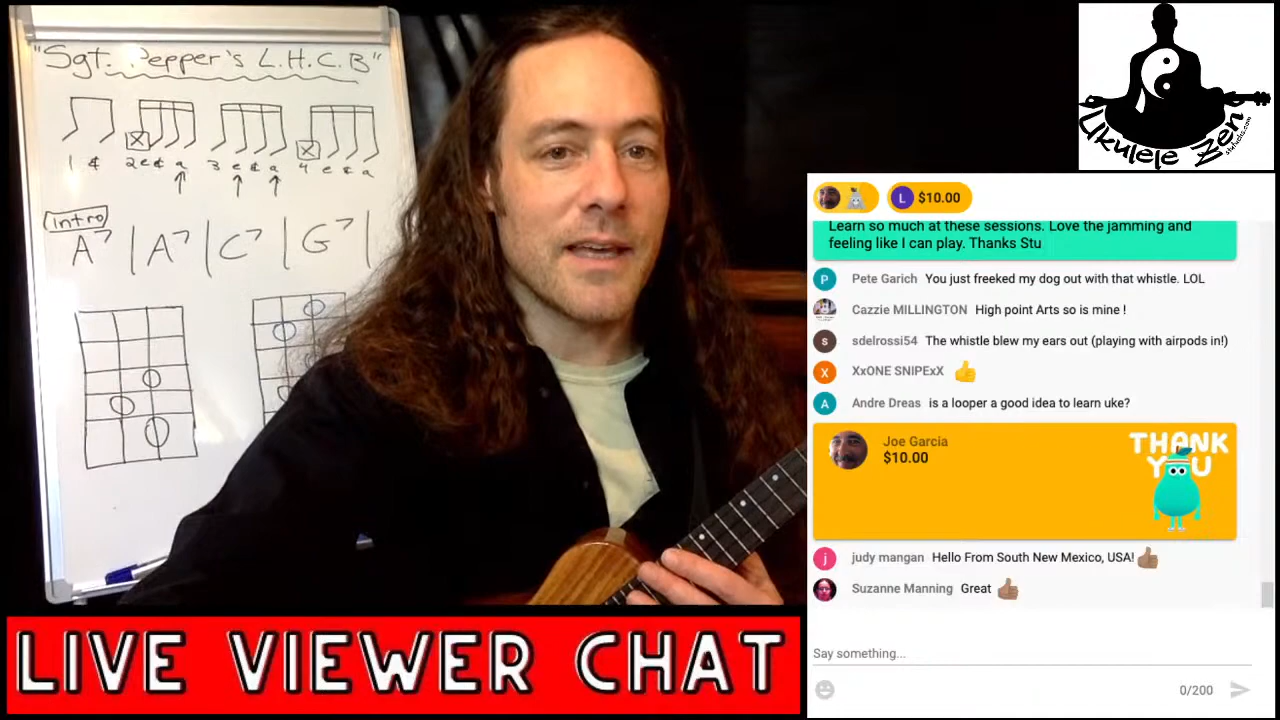 "Sgt. Pepper's L.H.C.B"
1 & 2 e & a 3 e & a 4 e & a
Intro
A7 | A7 | C7 | G7 |
Ukulele Zen
L $10.00
Learn so much at these sessions. Love the jamming and
feeling like I can play. Thanks Stu
P Pete Garich You just freeked my dog out with that whistle. LOL
Cazzie MILLINGTON High point Arts so is mine !
s sdelrossi54 The whistle blew my ears out (playing with airpods in!)
X XxONE SNIPExX 👍
A Andre Dreas is a looper a good idea to learn uke?
Joe Garcia
$10.00
THANK
YOU
j judy mangan Hello From South New Mexico, USA! 👍🏽
Suzanne Manning Great 👍🏽
Say something...
0/200
LIVE VIEWER CHAT